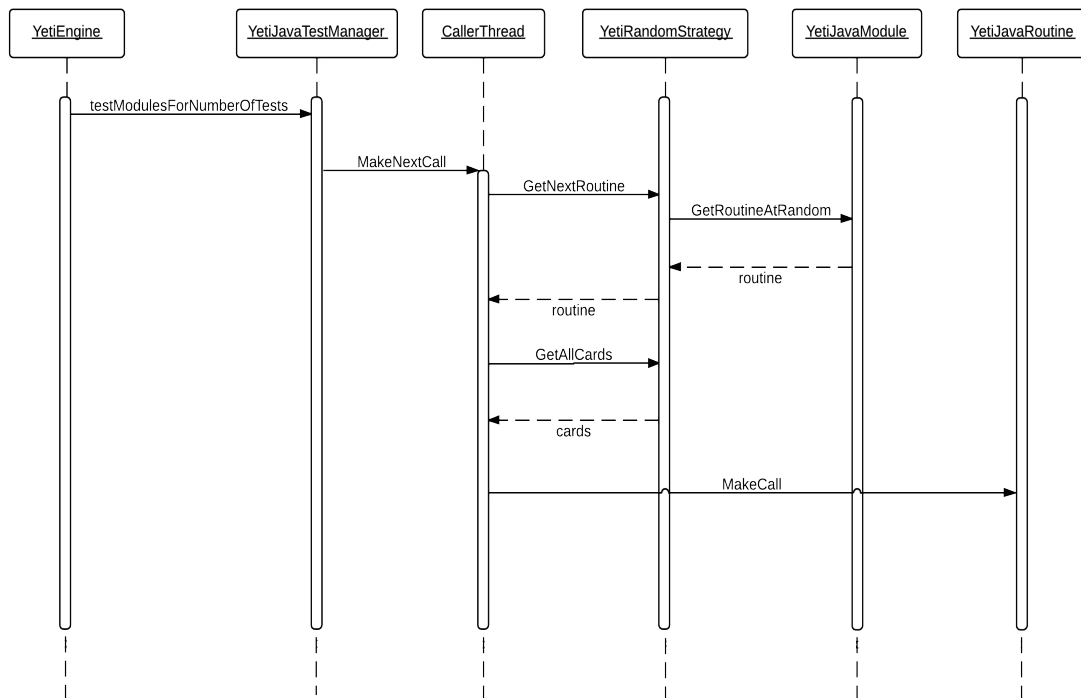 YetiEngine
YetiJavaTestManager
CallerThread
YetiRandomStrategy
YetiJavaModule
YetiJavaRoutine
testModulesForNumberOfTests
MakeNextCall
GetNextRoutine
GetRoutineAtRandom
routine
routine
GetAllCards
cards
MakeCall